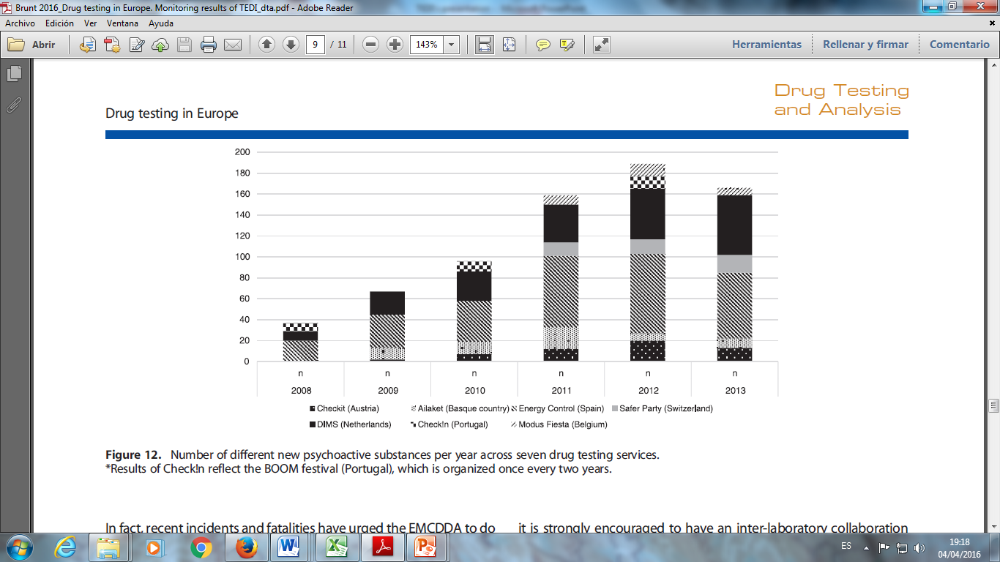 Brunt 2016_Drug testing in Europe. Monitoring results of TEDI_dta.pdf - Adobe Reader
Archivo Edición Ver Ventana Ayuda
Abrir 9 / 11 143% Herramientas Rellenar y firmar Comentario
Drug Testing
and Analysis
Drug testing in Europe
200
180
160
140
120
100
80
60
40
20
0
n n n n n n
2008 2009 2010 2011 2012 2013
Checkit (Austria) Ailaket (Basque country) Energy Control (Spain) Safer Party (Switzerland)
DIMS (Netherlands) Check!n (Portugal) Modus Fiesta (Belgium)
Figure 12. Number of different new psychoactive substances per year across seven drug testing services.
*Results of Check!n reflect the BOOM festival (Portugal), which is organized once every two years.
In fact, recent incidents and fatalities have urged the EMCDDA to do
it is strongly encouraged to have an inter-laboratory collaboration
ES 19:18
04/04/2016